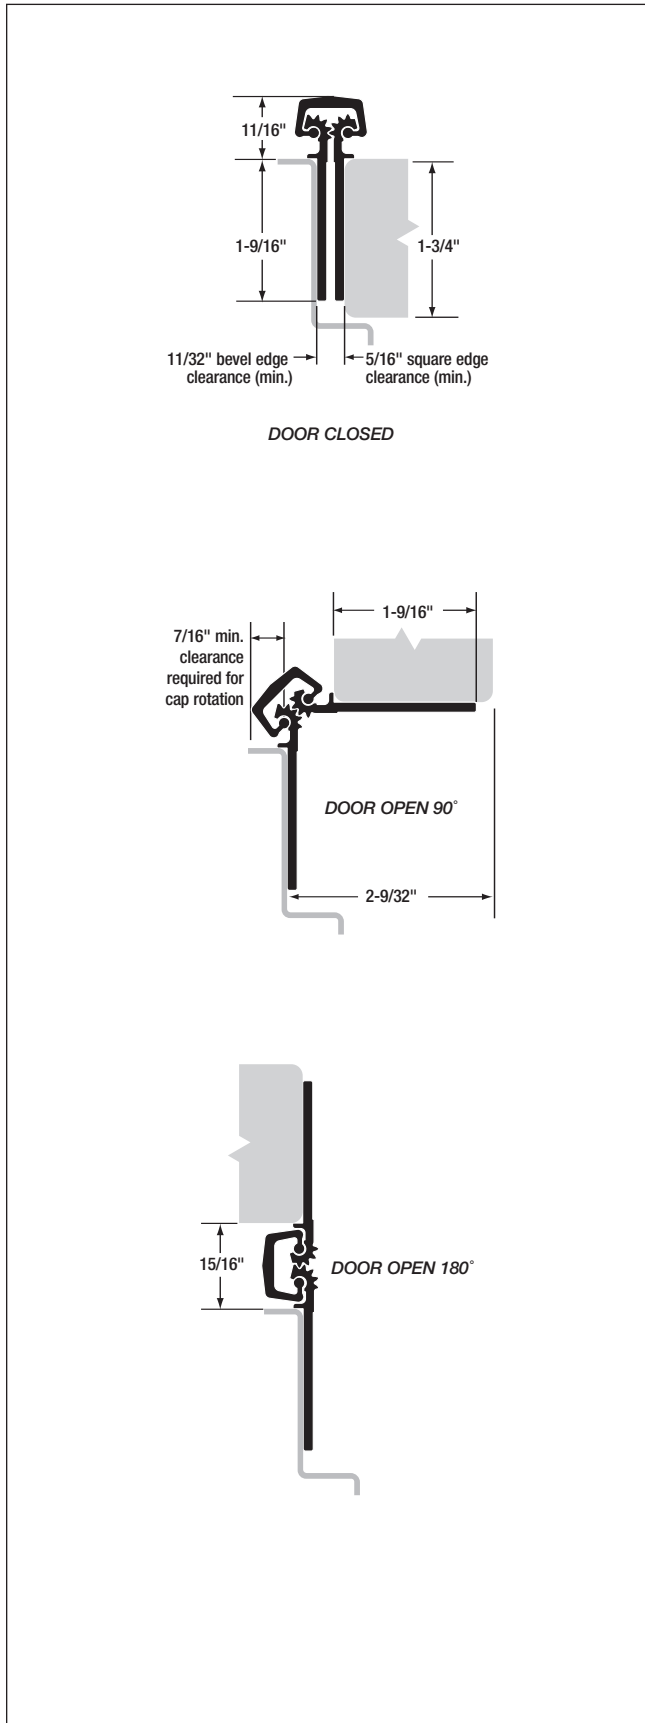 11/16"
1-9/16"
1-3/4"
11/32" bevel edge
clearance (min.)
5/16" square edge
clearance (min.)
DOOR CLOSED
1-9/16"
7/16" min.
clearance
required for
cap rotation
DOOR OPEN 90°
2-9/32"
15/16"
DOOR OPEN 180°